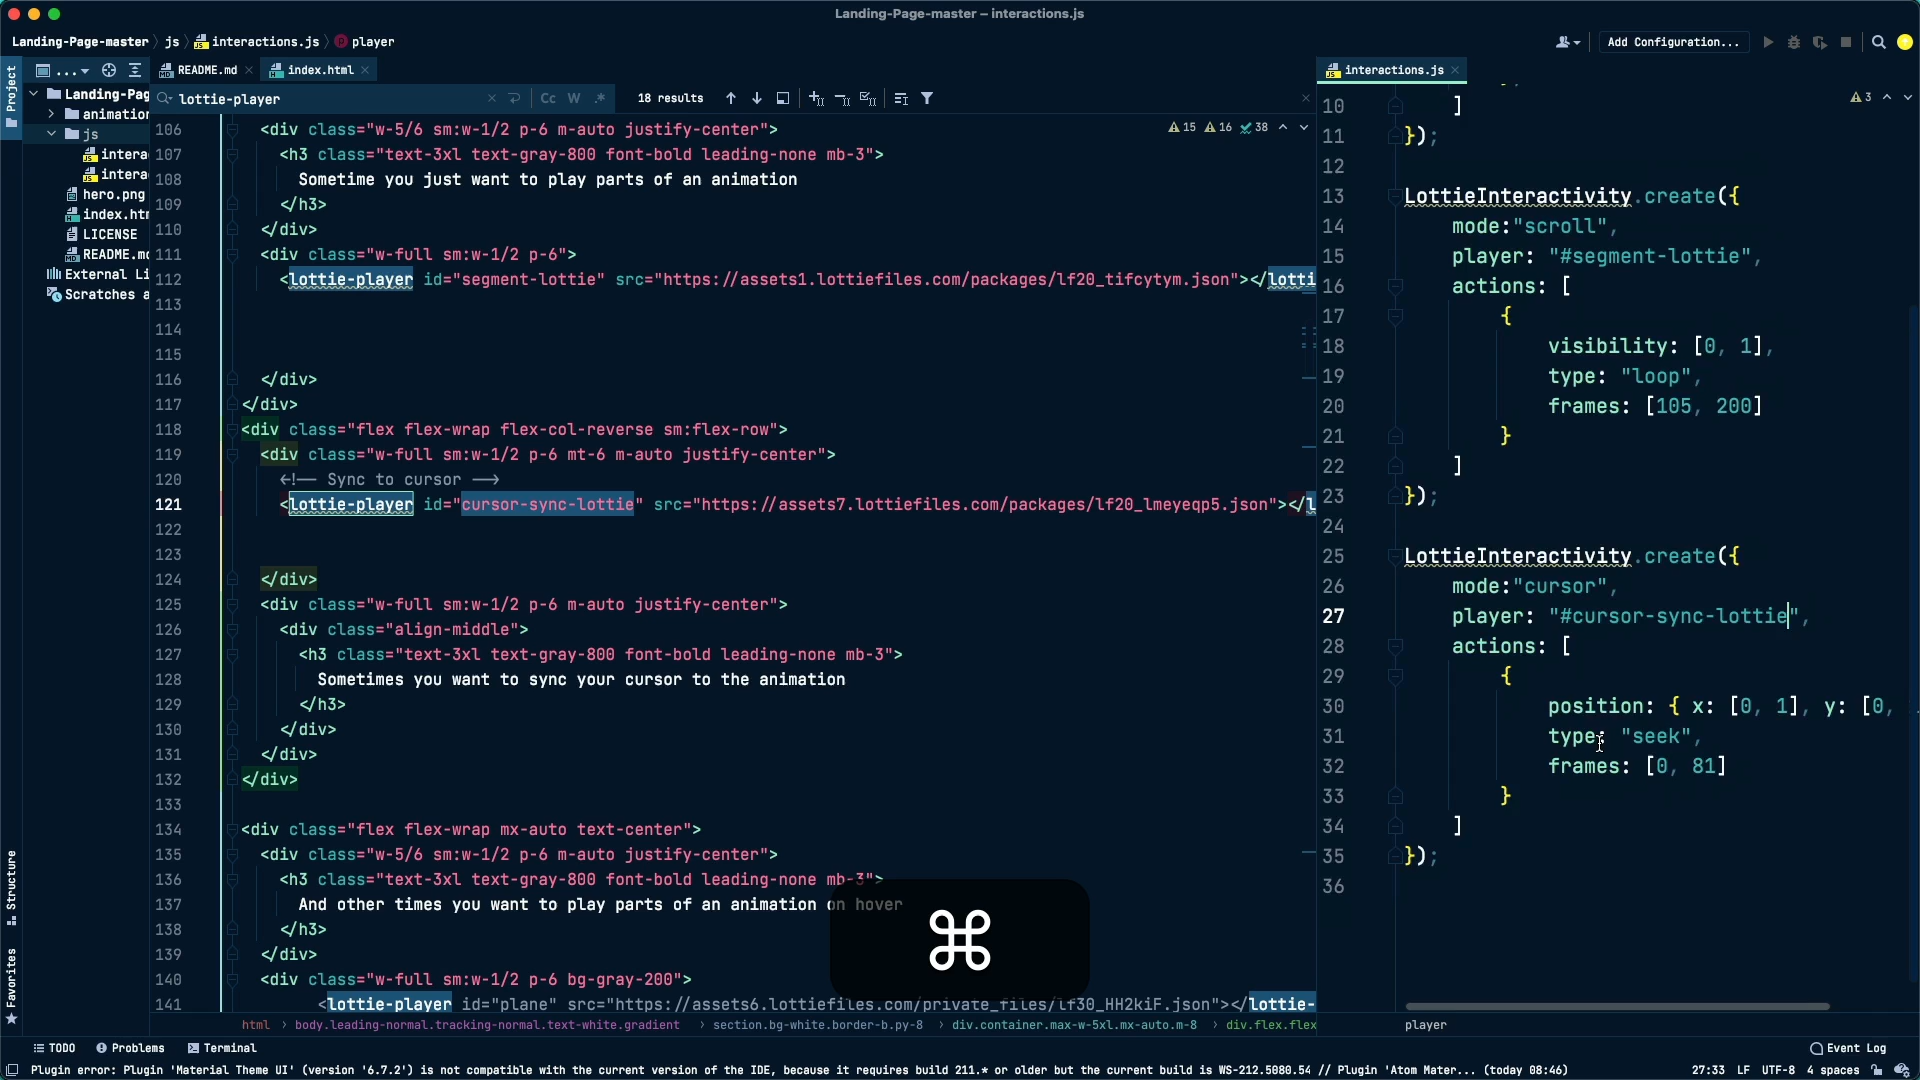 Landing-Page-master – interactions.js
Landing-Page-master js interactions.js player
Add Configuration...
Project
...
README.md index.html
interactions.js
Landing-Pag
animation
js
intera
intera
hero.png
index.htm
LICENSE
README.md
External Li
Scratches a
lottie-player
Cc W .* 18 results
15 16 38
3
106 <div class="w-5/6 sm:w-1/2 p-6 m-auto justify-center">
107 <h3 class="text-3xl text-gray-800 font-bold leading-none mb-3">
108 Sometime you just want to play parts of an animation
109 </h3>
110 </div>
111 <div class="w-full sm:w-1/2 p-6">
112 <lottie-player id="segment-lottie" src="https://assets1.lottiefiles.com/packages/lf20_tifcytym.json"></lotti
113
114
115
116 </div>
117 </div>
118 <div class="flex flex-wrap flex-col-reverse sm:flex-row">
119 <div class="w-full sm:w-1/2 p-6 mt-6 m-auto justify-center">
120 <!-- Sync to cursor -->
121 <lottie-player id="cursor-sync-lottie" src="https://assets7.lottiefiles.com/packages/lf20_lmeyeqp5.json"></l
122
123
124 </div>
125 <div class="w-full sm:w-1/2 p-6 m-auto justify-center">
126 <div class="align-middle">
127 <h3 class="text-3xl text-gray-800 font-bold leading-none mb-3">
128 Sometimes you want to sync your cursor to the animation
129 </h3>
130 </div>
131 </div>
132 </div>
133
134 <div class="flex flex-wrap mx-auto text-center">
135 <div class="w-5/6 sm:w-1/2 p-6 m-auto justify-center">
136 <h3 class="text-3xl text-gray-800 font-bold leading-none mb-3">
137 And other times you want to play parts of an animation on hover
138 </h3>
139 </div>
140 <div class="w-full sm:w-1/2 p-6 bg-gray-200">
141 <lottie-player id="plane" src="https://assets6.lottiefiles.com/private_files/lf30_HH2kiF.json"></lottie-
⌘
10 ]
11 });
12
13 LottieInteractivity.create({
14 mode:"scroll",
15 player: "#segment-lottie",
16 actions: [
17 {
18 visibility: [0, 1],
19 type: "loop",
20 frames: [105, 200]
21 }
22 ]
23 });
24
25 LottieInteractivity.create({
26 mode:"cursor",
27 player: "#cursor-sync-lottie",
28 actions: [
29 {
30 position: { x: [0, 1], y: [0,
31 type: "seek",
32 frames: [0, 81]
33 }
34 ]
35 });
36
Structure
Favorites
html body.leading-normal.tracking-normal.text-white.gradient section.bg-white.border-b.py-8 div.container.max-w-5xl.mx-auto.m-8 div.flex.flex
player
TODO Problems Terminal
Event Log
Plugin error: Plugin 'Material Theme UI' (version '6.7.2') is not compatible with the current version of the IDE, because it requires build 211.* or older but the current build is WS-212.5080.54 // Plugin 'Atom Mater... (today 08:46)
27:33 LF UTF-8 4 spaces